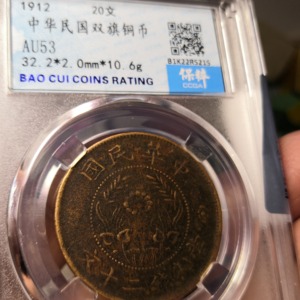 1912 20文
中华民国双旗铜币
AU53
32.2*2.0mm*10.6g
BAO CUI COINS RATING
B1K22R5215
保粹
國民華中